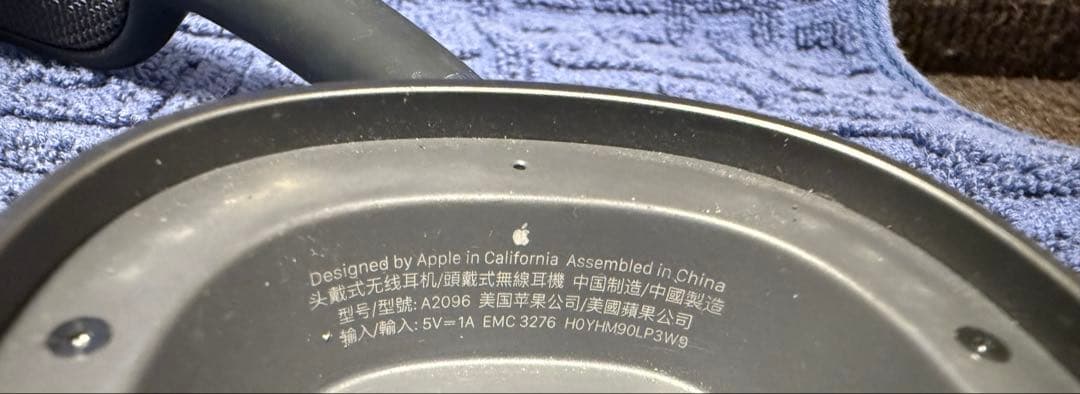 Designed by Apple in California Assembled in China
头戴式无线耳机/頭戴式無線耳機 中国制造/中國製造
型号/型號: A2096 美国苹果公司/美國蘋果公司
输入/輸入: 5V⎓1A EMC 3276 H0YHM90LP3W9